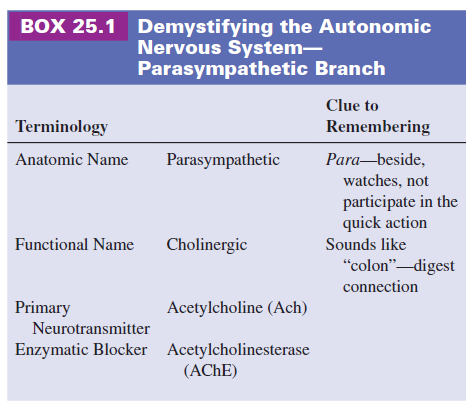 BOX 25.1 Demystifying the Autonomic
Nervous System—
Parasympathetic Branch
Clue to
Terminology Remembering
Anatomic Name Parasympathetic Para—beside,
watches, not
participate in the
quick action
Functional Name Cholinergic Sounds like
“colon”—digest
connection
Primary Acetylcholine (Ach)
Neurotransmitter
Enzymatic Blocker Acetylcholinesterase
(AChE)